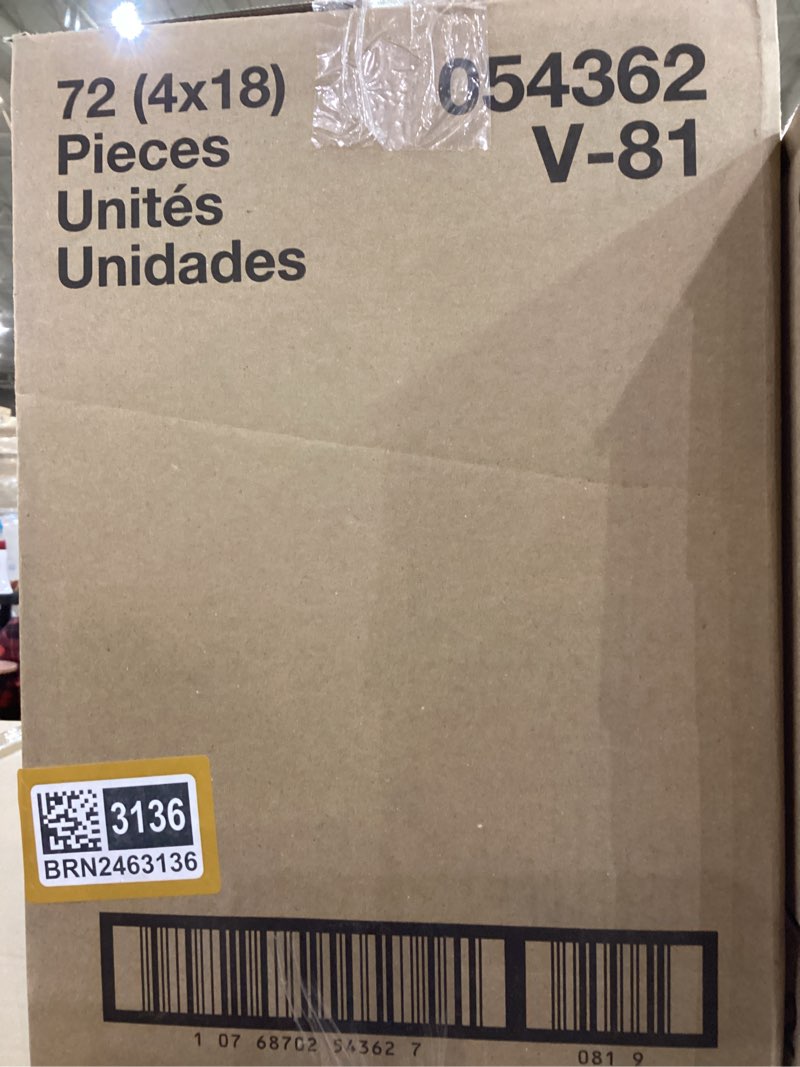 72 (4x18)
Pieces
Unités
Unidades
054362
V-81
3136
BRN2463136
1 07 68702 54362 7
081 9